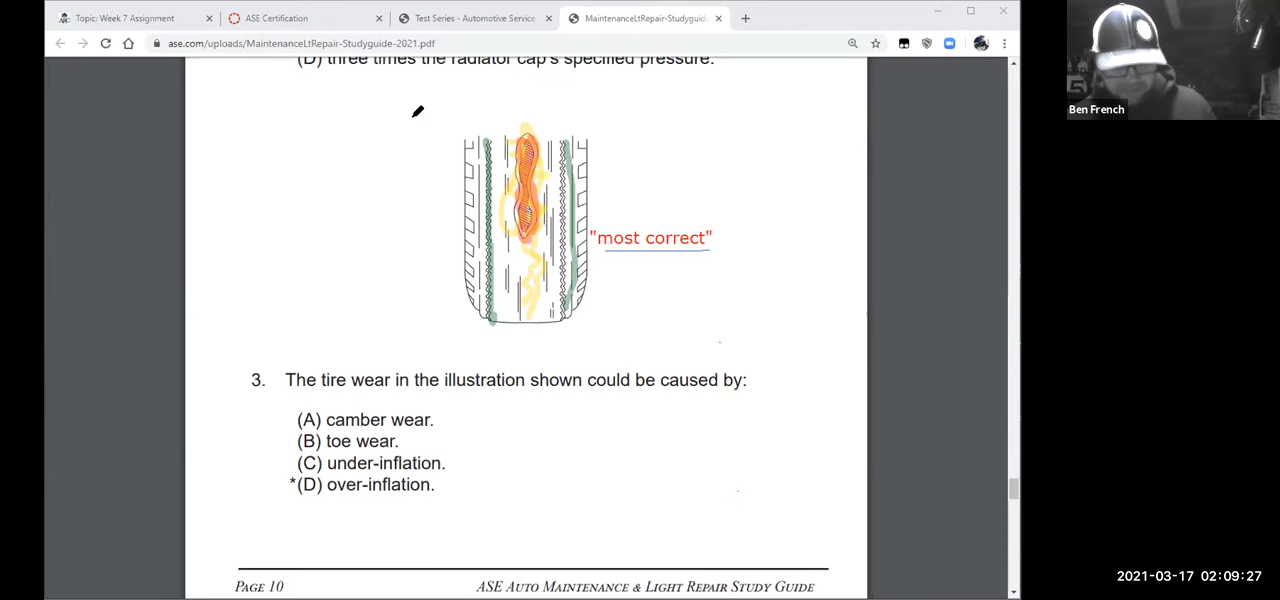 Topic: Week 7 Assignment
ASE Certification
Test Series - Automotive Service
MaintenanceLtRepair-Studyguide
ase.com/uploads/MaintenanceLtRepair-Studyguide-2021.pdf
Ben French
(D) three times the radiator cap's specified pressure.
"most correct"
3. The tire wear in the illustration shown could be caused by:
(A) camber wear.
(B) toe wear.
(C) under-inflation.
*(D) over-inflation.
PAGE 10
ASE AUTO MAINTENANCE & LIGHT REPAIR STUDY GUIDE
2021-03-17 02:09:27